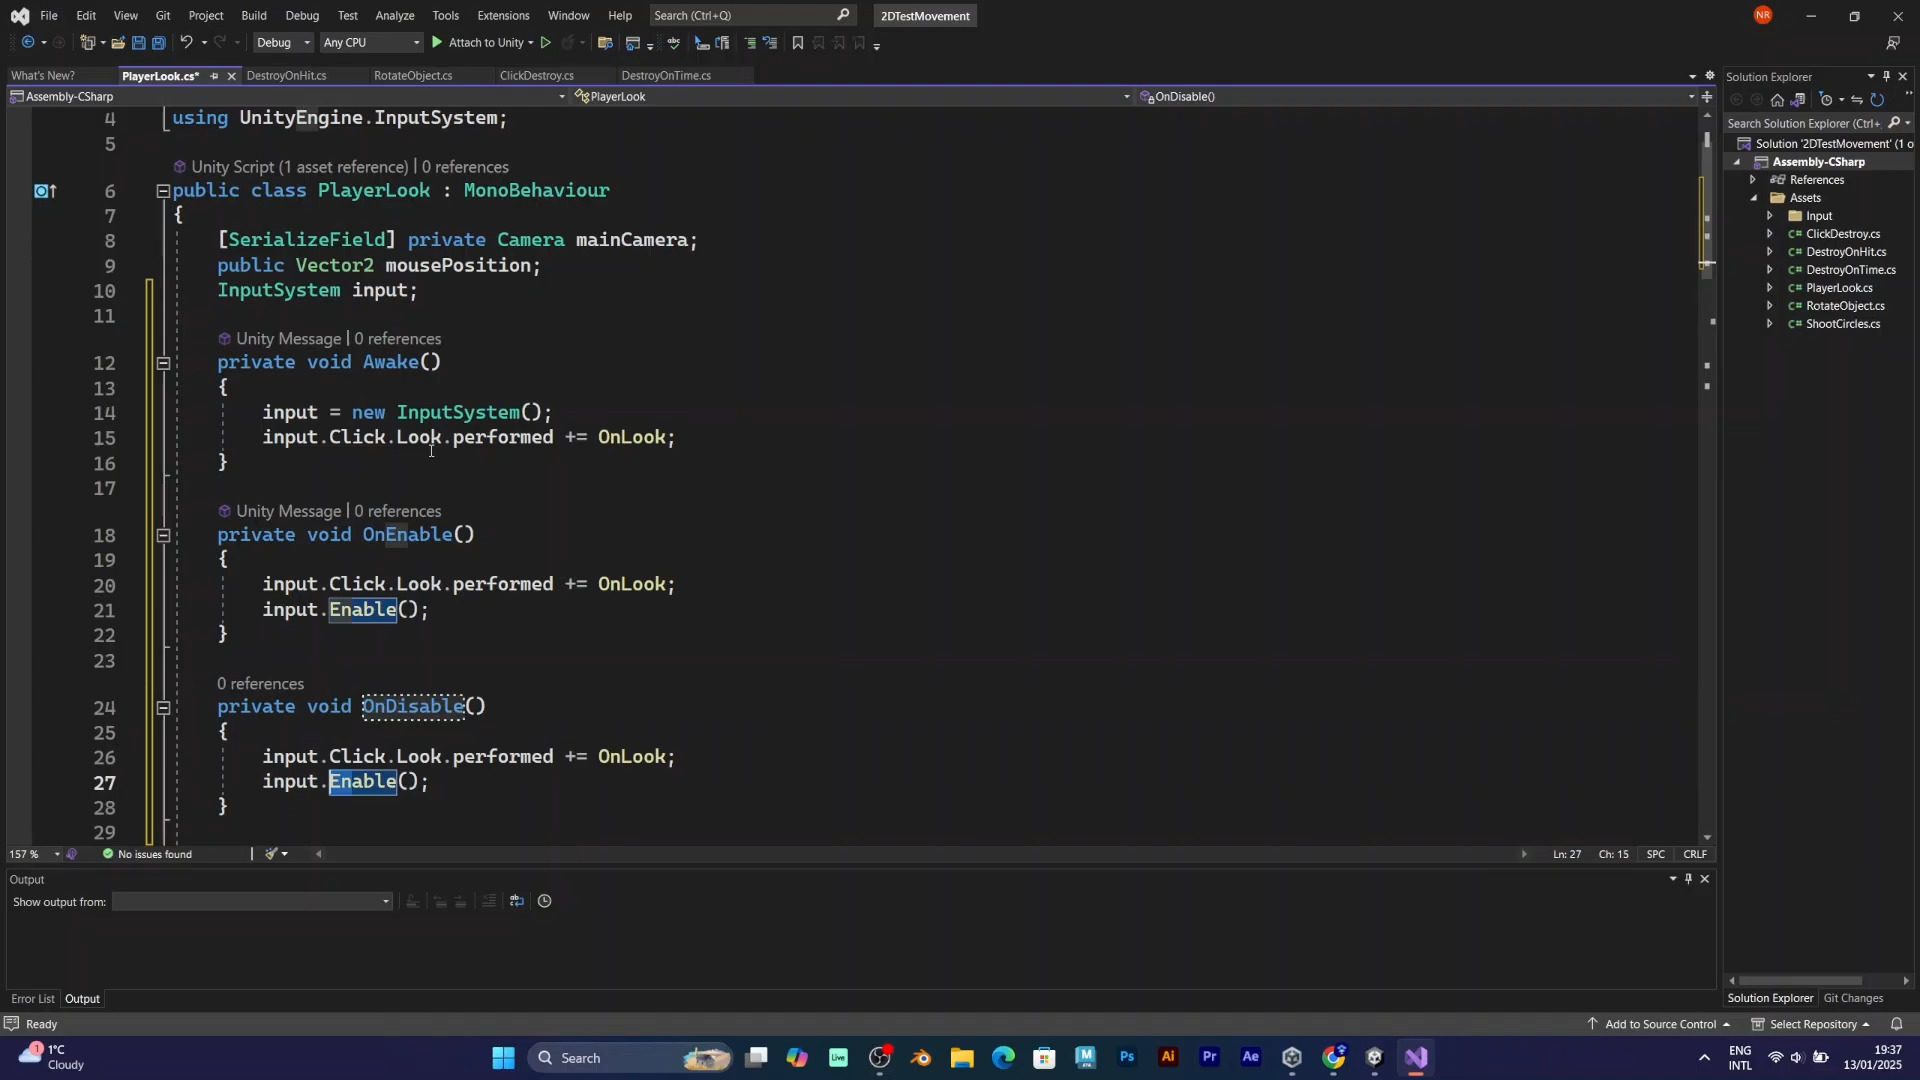 File Edit View Git Project Build Debug Test Analyze Tools Extensions Window Help Search (Ctrl+Q) 2DTestMovement NR
Debug Any CPU Attach to Unity
What's New? PlayerLook.cs* DestroyOnHit.cs RotateObject.cs ClickDestroy.cs DestroyOnTime.cs
Assembly-CSharp PlayerLook OnDisable()
4 using UnityEngine.InputSystem;
5
Unity Script (1 asset reference) | 0 references
6 public class PlayerLook : MonoBehaviour
7 {
8 [SerializeField] private Camera mainCamera;
9 public Vector2 mousePosition;
10 InputSystem input;
11
Unity Message | 0 references
12 private void Awake()
13 {
14 input = new InputSystem();
15 input.Click.Look.performed += OnLook;
16 }
17
Unity Message | 0 references
18 private void OnEnable()
19 {
20 input.Click.Look.performed += OnLook;
21 input.Enable();
22 }
23
0 references
24 private void OnDisable()
25 {
26 input.Click.Look.performed += OnLook;
27 input.Enable();
28 }
29
157 % No issues found Ln: 27 Ch: 15 SPC CRLF
Output
Show output from:
Error List Output
Solution Explorer
Search Solution Explorer (Ctrl+
Solution '2DTestMovement' (1 o
Assembly-CSharp
References
Assets
Input
C# ClickDestroy.cs
C# DestroyOnHit.cs
C# DestroyOnTime.cs
C# PlayerLook.cs
C# RotateObject.cs
C# ShootCircles.cs
Solution Explorer Git Changes
Ready Add to Source Control Select Repository
1 1°C
Cloudy
Search
Live
Ps Ai Pr Ae
ENG
INTL
19:37
13/01/2025